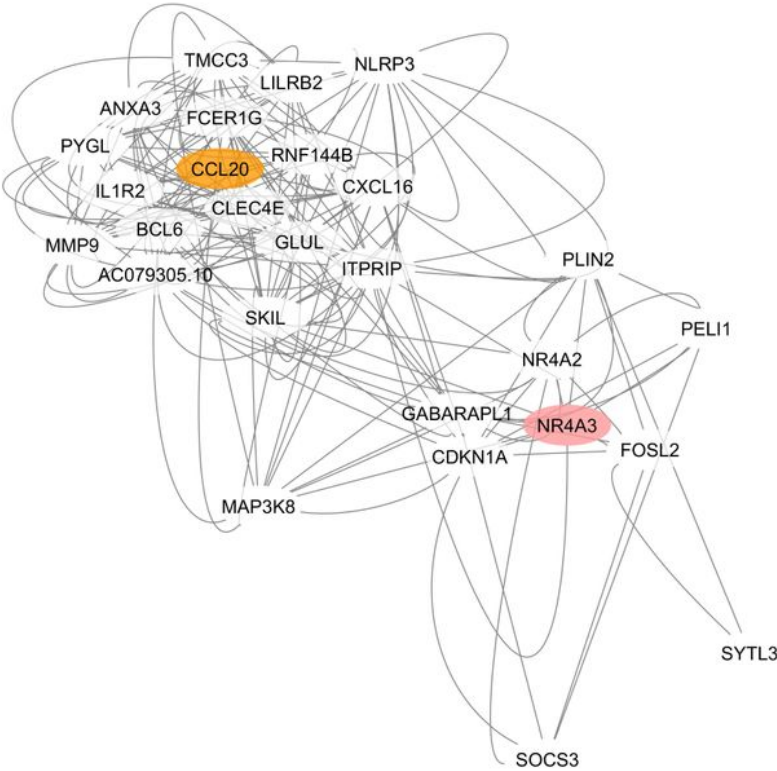 TMCC3
NLRP3
LILRB2
ANXA3
FCER1G
PYGL
RNF144B
CCL20
IL1R2
CXCL16
CLEC4E
BCL6
MMP9
GLUL
AC079305.10
ITPRIP
PLIN2
SKIL
PELI1
NR4A2
GABARAPL1
NR4A3
CDKN1A
FOSL2
MAP3K8
SYTL3
SOCS3